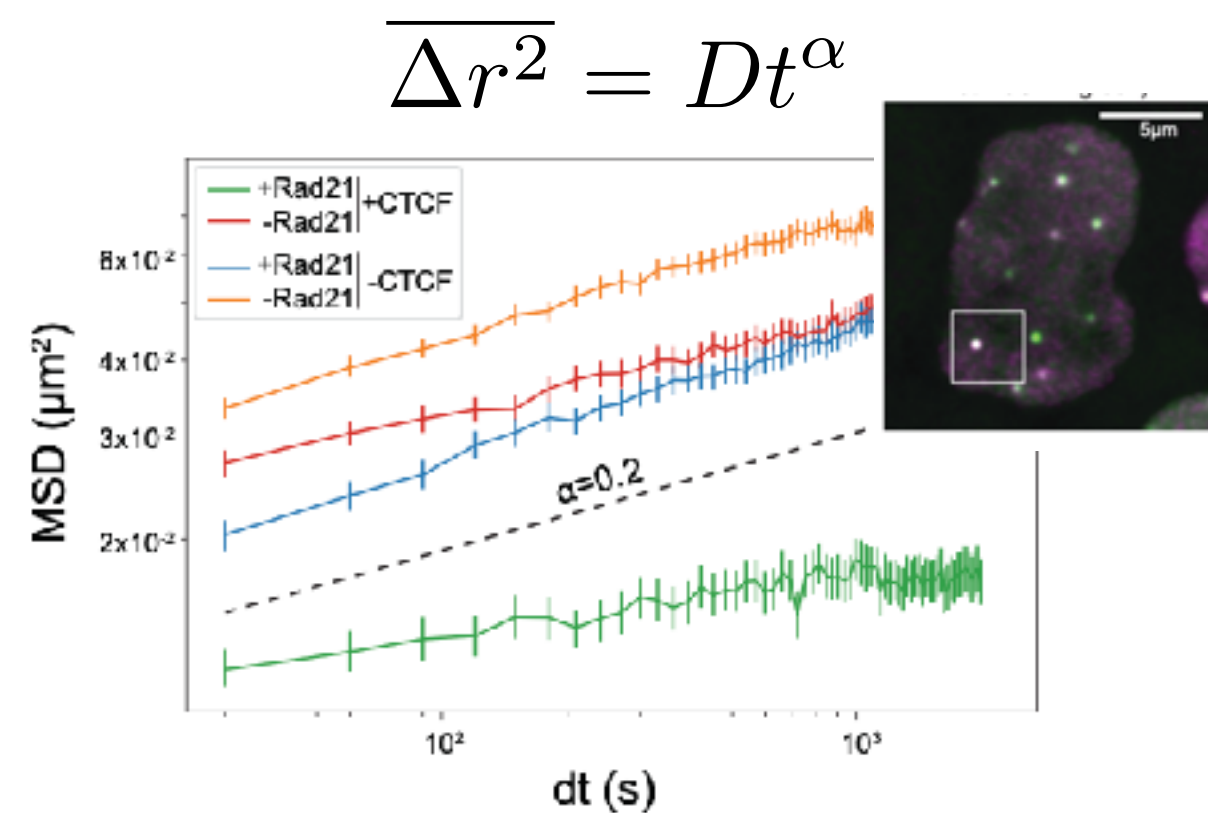 Δr² = Dtᵅ
5µm
+Rad21
-Rad21
+CTCF
+Rad21
-Rad21
-CTCF
6x10⁻²
4x10⁻²
3x10⁻²
2x10⁻²
MSD (µm²)
α=0.2
10²
10³
dt (s)